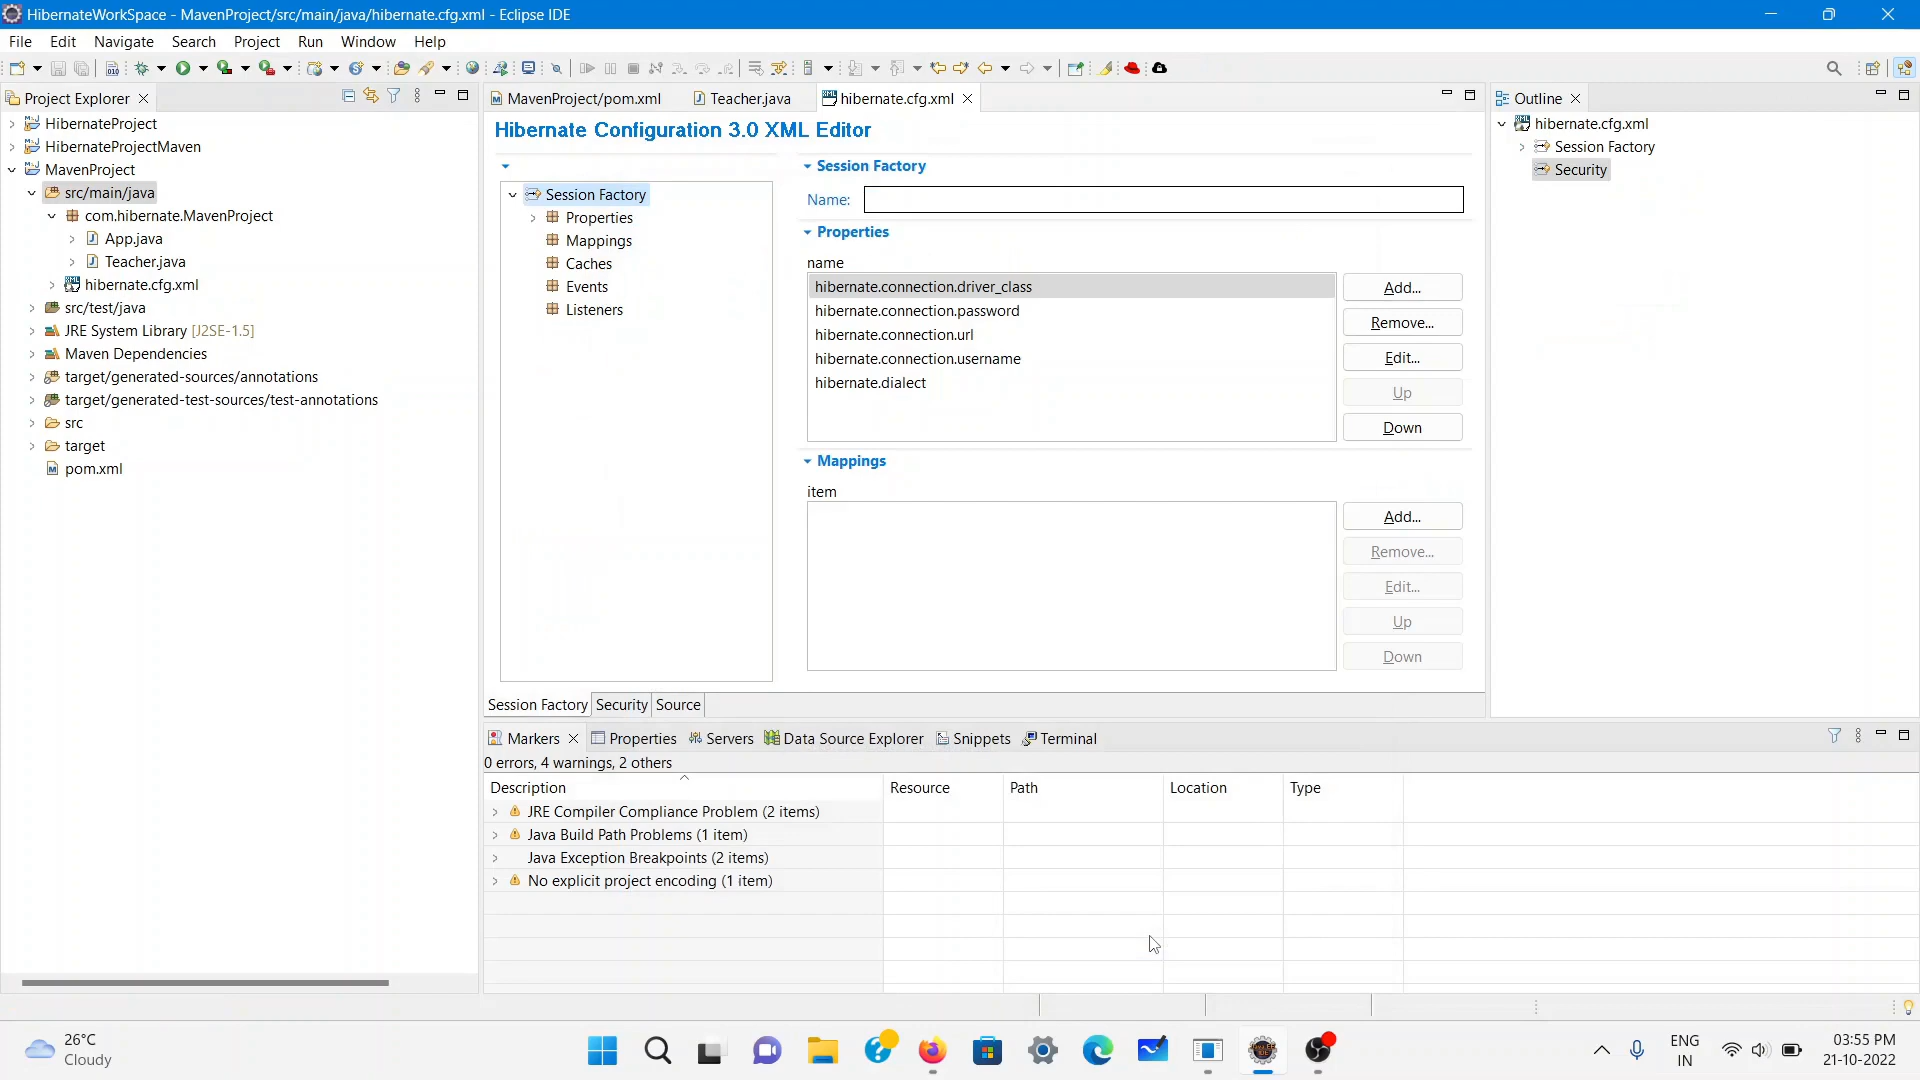 HibernateWorkSpace - MavenProject/src/main/java/hibernate.cfg.xml - Eclipse IDE
File Edit Navigate Search Project Run Window Help
Project Explorer
HibernateProject
HibernateProjectMaven
MavenProject
src/main/java
com.hibernate.MavenProject
App.java
Teacher.java
hibernate.cfg.xml
src/test/java
JRE System Library [J2SE-1.5]
Maven Dependencies
target/generated-sources/annotations
target/generated-test-sources/test-annotations
src
target
pom.xml
MavenProject/pom.xml Teacher.java hibernate.cfg.xml
Hibernate Configuration 3.0 XML Editor
Session Factory
Properties
Mappings
Caches
Events
Listeners
Session Factory
Name:
Properties
name
hibernate.connection.driver_class
hibernate.connection.password
hibernate.connection.url
hibernate.connection.username
hibernate.dialect
Add...
Remove...
Edit...
Up
Down
Mappings
item
Add...
Remove...
Edit...
Up
Down
Session Factory Security Source
Outline
hibernate.cfg.xml
Session Factory
Security
Markers Properties Servers Data Source Explorer Snippets Terminal
0 errors, 4 warnings, 2 others
Description Resource Path Location Type
JRE Compiler Compliance Problem (2 items)
Java Build Path Problems (1 item)
Java Exception Breakpoints (2 items)
No explicit project encoding (1 item)
26°C
Cloudy
ENG
IN
03:55 PM
21-10-2022